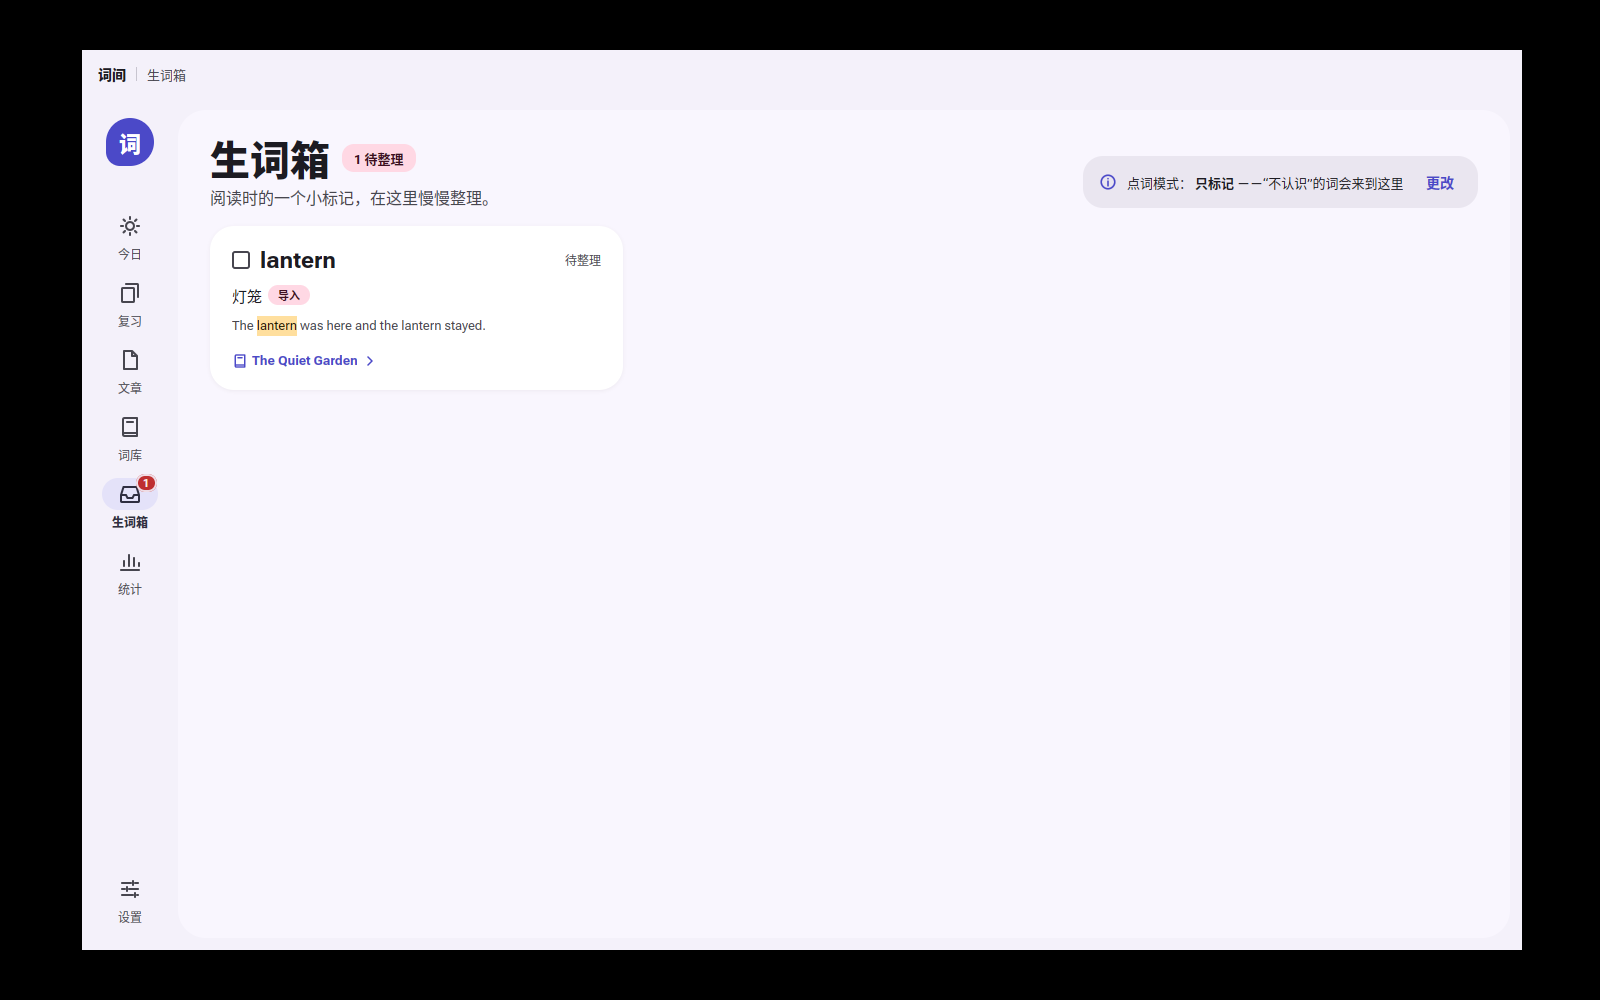 词间 生词箱
词
今日
复习
文章
词库
1
生词箱
统计
设置
生词箱 1 待整理
阅读时的一个小标记，在这里慢慢整理。
点词模式： 只标记 ——“不认识”的词会来到这里 更改
lantern 待整理
灯笼 导入
The lantern was here and the lantern stayed.
The Quiet Garden